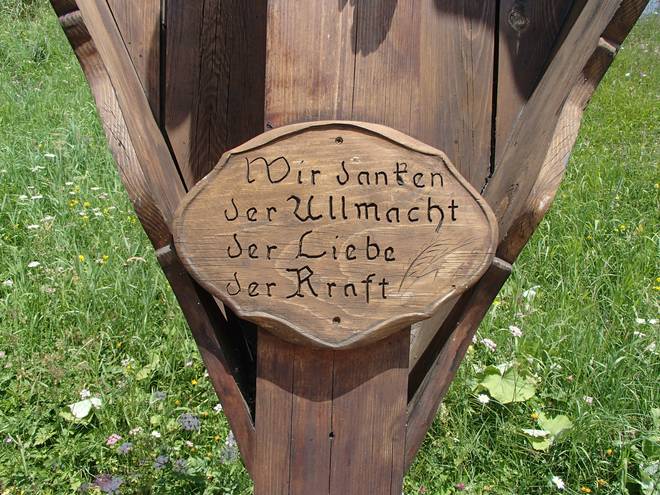 Wir danken
der Allmacht
der Liebe
der Kraft